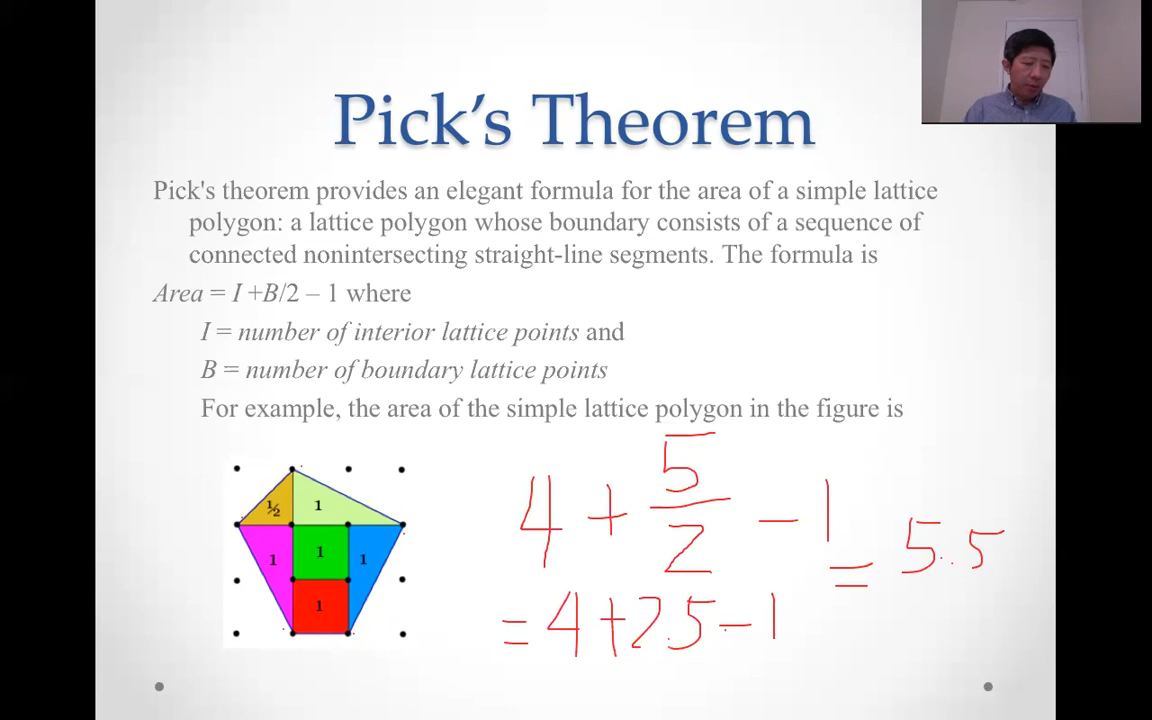 Pick's Theorem
Pick's theorem provides an elegant formula for the area of a simple lattice
polygon: a lattice polygon whose boundary consists of a sequence of
connected nonintersecting straight-line segments. The formula is
Area = I +B/2 – 1 where
I = number of interior lattice points and
B = number of boundary lattice points
For example, the area of the simple lattice polygon in the figure is
½ 1
1 1 1
1
4 + 5/2 – 1
= 5.5
= 4 + 2.5 – 1